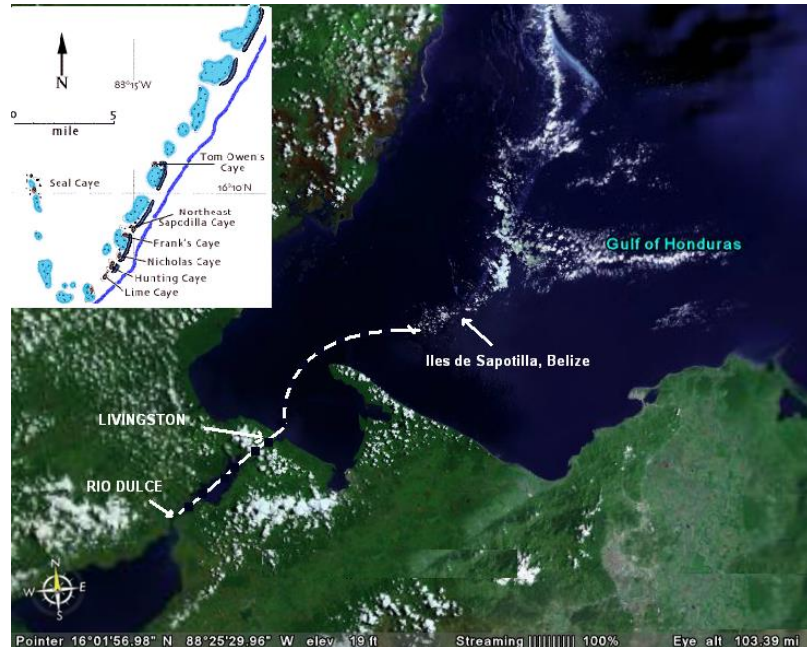 N
83°15'W
5
mile
Tom Owen's
Caye
Seal Caye
16°10 N
Northeast
Sapodilla Caye
Frank's Caye
Nicholas Caye
Hunting Caye
Lime Caye
Gulf of Honduras
Iles de Sapotilla, Belize
LIVINGSTON
RIO DULCE
N
W
E
S
Pointer 16°01'56.98" N 88°25'29.96" W elev 19 ft Streaming |||||||||| 100% Eye alt 103.39 mi